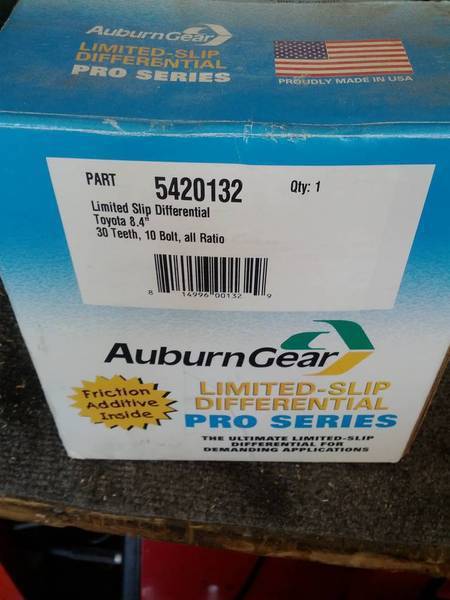 AuburnGear
LIMITED-SLIP
DIFFERENTIAL
PRO SERIES
PROUDLY MADE IN USA
PART 5420132 Qty: 1
Limited Slip Differential
Toyota 8.4"
30 Teeth, 10 Bolt, all Ratio
8 14996 00132 9
AuburnGear
Friction
Additive
Inside
LIMITED-SLIP
DIFFERENTIAL
PRO SERIES
THE ULTIMATE LIMITED-SLIP
DIFFERENTIAL FOR
DEMANDING APPLICATIONS